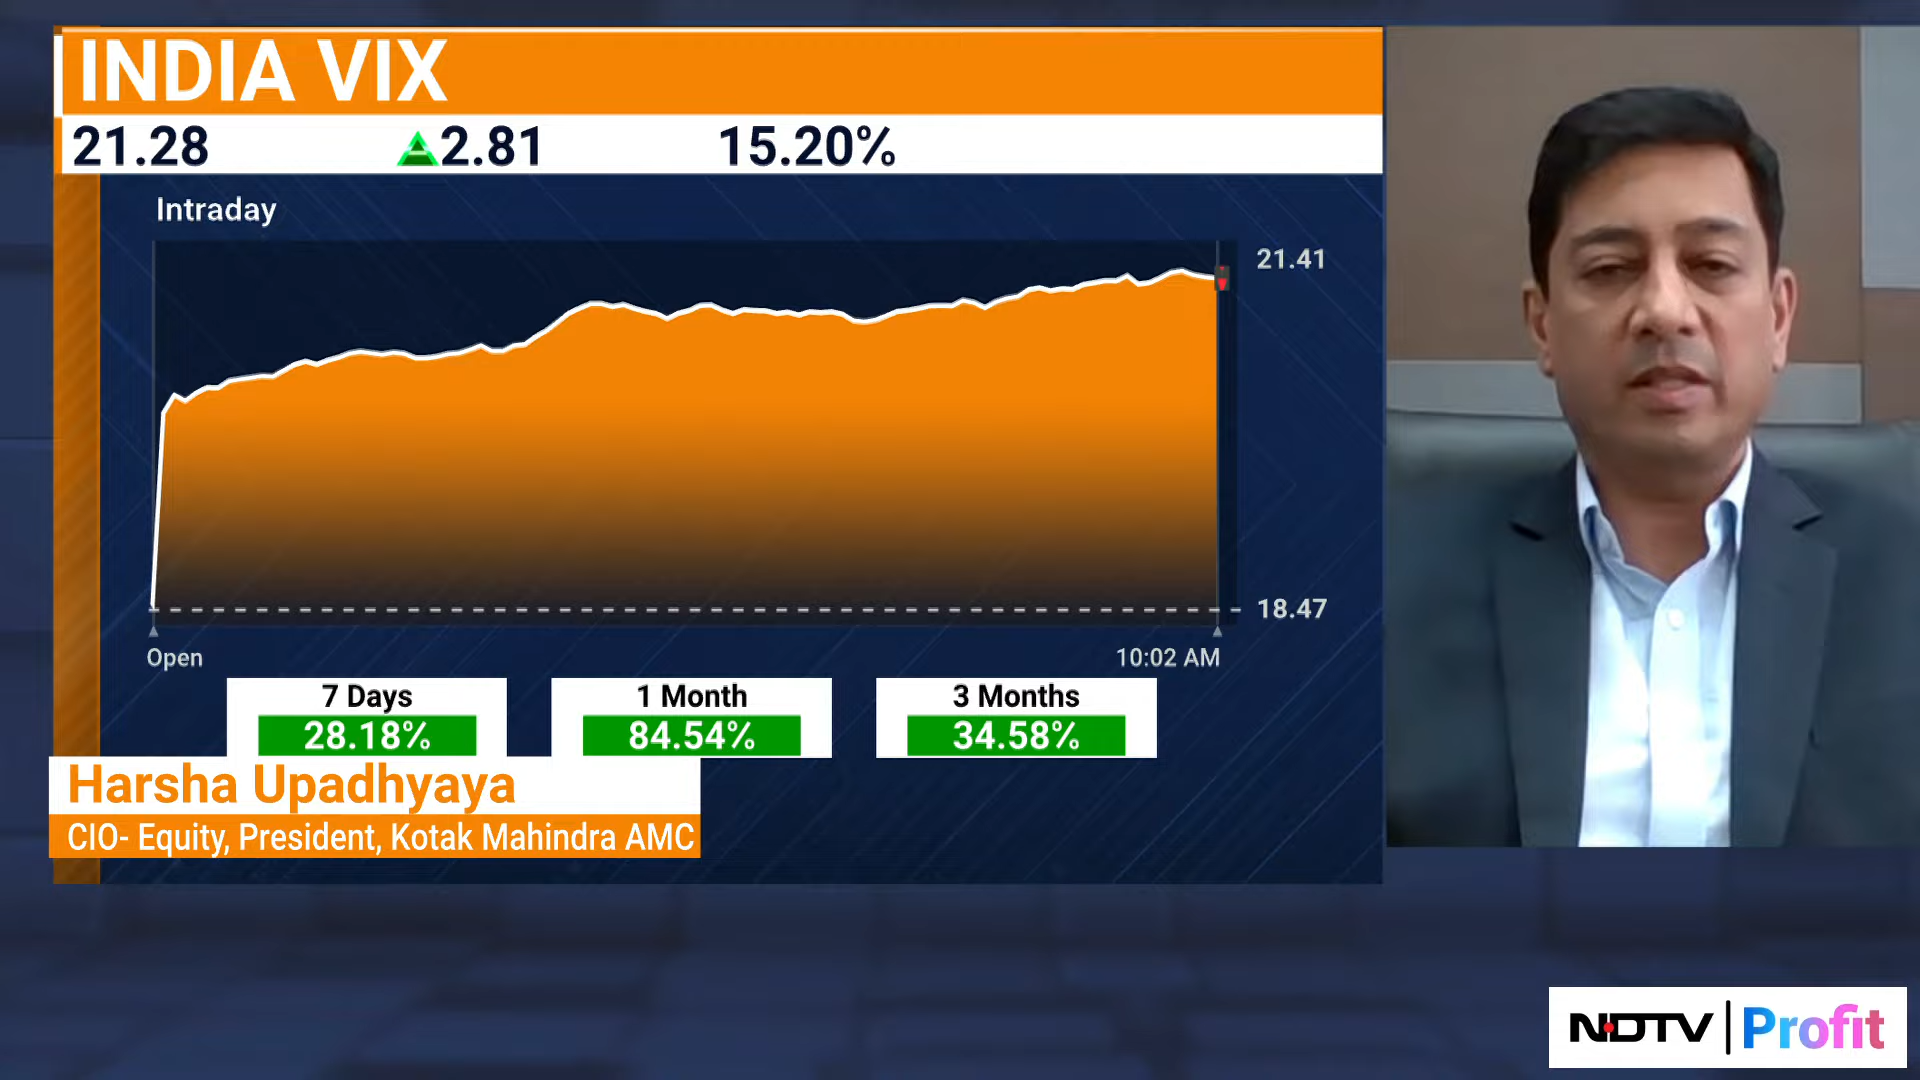 INDIA VIX
21.28 2.81 15.20%
Intraday
21.41
18.47
Open 10:02 AM
7 Days 1 Month 3 Months
28.18% 84.54% 34.58%
Harsha Upadhyaya
CIO- Equity, President, Kotak Mahindra AMC
NDTV Profit